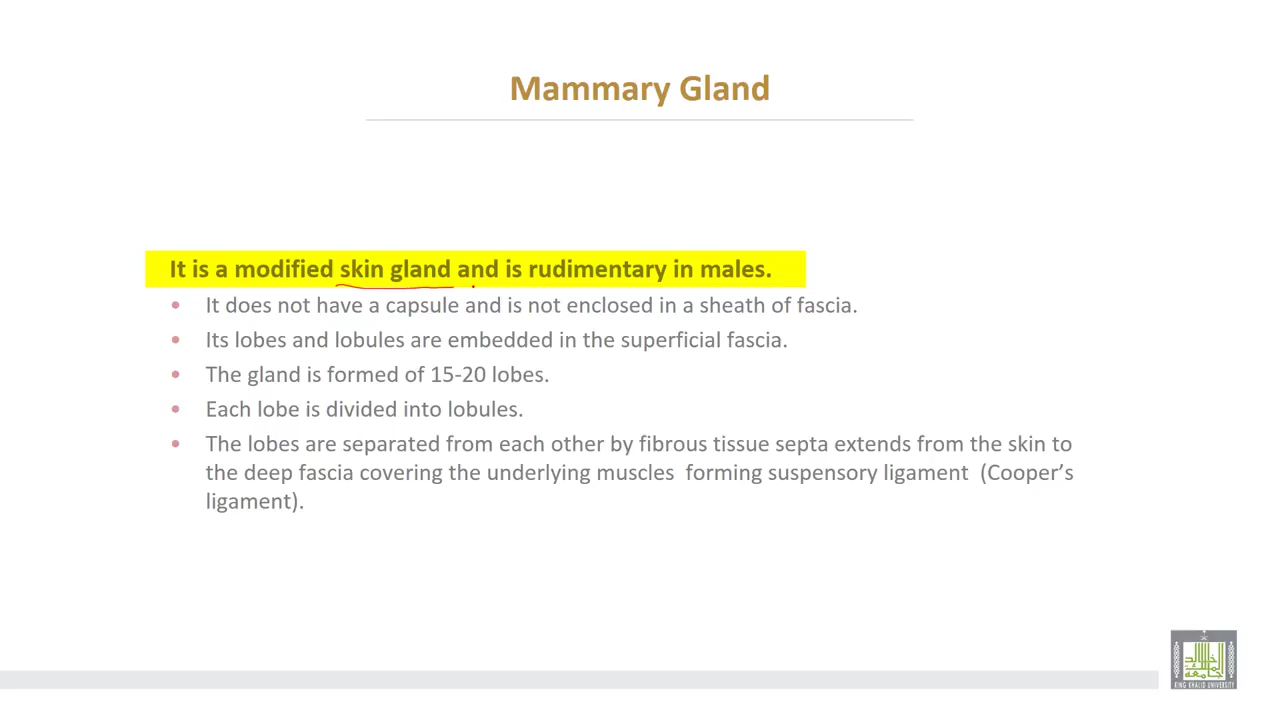 Mammary Gland
It is a modified skin gland and is rudimentary in males.
• It does not have a capsule and is not enclosed in a sheath of fascia.
• Its lobes and lobules are embedded in the superficial fascia.
• The gland is formed of 15-20 lobes.
• Each lobe is divided into lobules.
• The lobes are separated from each other by fibrous tissue septa extends from the skin to
the deep fascia covering the underlying muscles  forming suspensory ligament  (Cooper’s
ligament).
KING KHALID UNIVERSITY